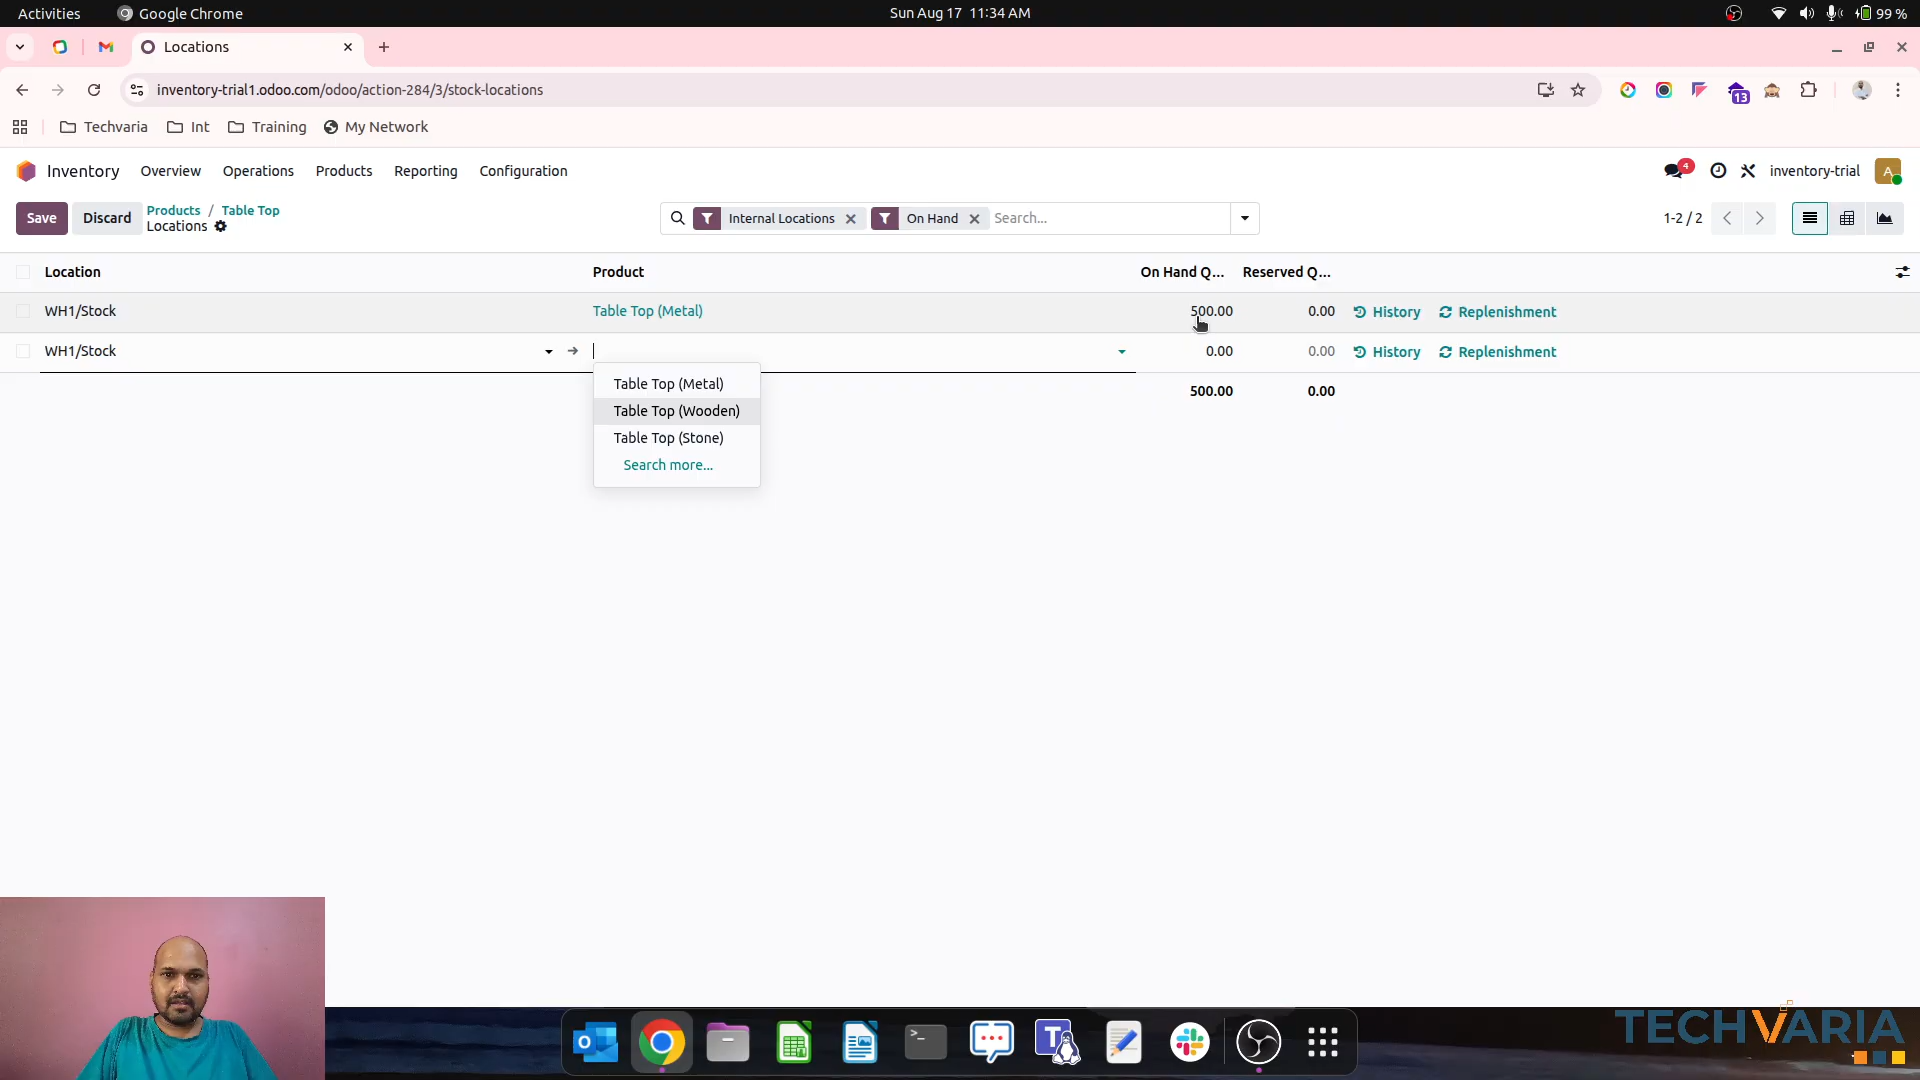 Activities Google Chrome Sun Aug 17 11:34 AM 99 %
Locations
inventory-trial1.odoo.com/odoo/action-284/3/stock-locations 13
Techvaria Int Training My Network
Inventory Overview Operations Products Reporting Configuration 4 inventory-trial A
Save Discard Products / Table Top
Locations
Internal Locations On Hand Search... 1-2 / 2
Location Product On Hand Q... Reserved Q...
WH1/Stock Table Top (Metal) 500.00 0.00 History Replenishment
WH1/Stock 0.00 0.00 History Replenishment
500.00 0.00
Table Top (Metal)
Table Top (Wooden)
Table Top (Stone)
Search more...
TECHVARIA